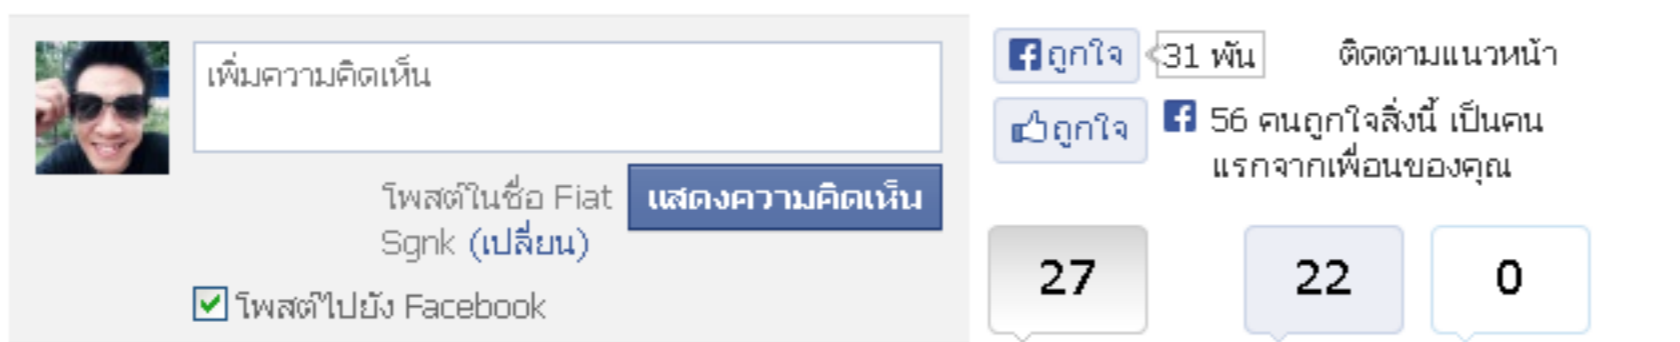 เพิ่มความคิดเห็น
โพสต์ในชื่อ Fiat
Sgnk (เปลี่ยน)
แสดงความคิดเห็น
โพสต์ไปยัง Facebook
ถูกใจ
31 พัน
ติดตามแนวหน้า
ถูกใจ
56 คนถูกใจสิ่งนี้ เป็นคน
แรกจากเพื่อนของคุณ
27
22
0